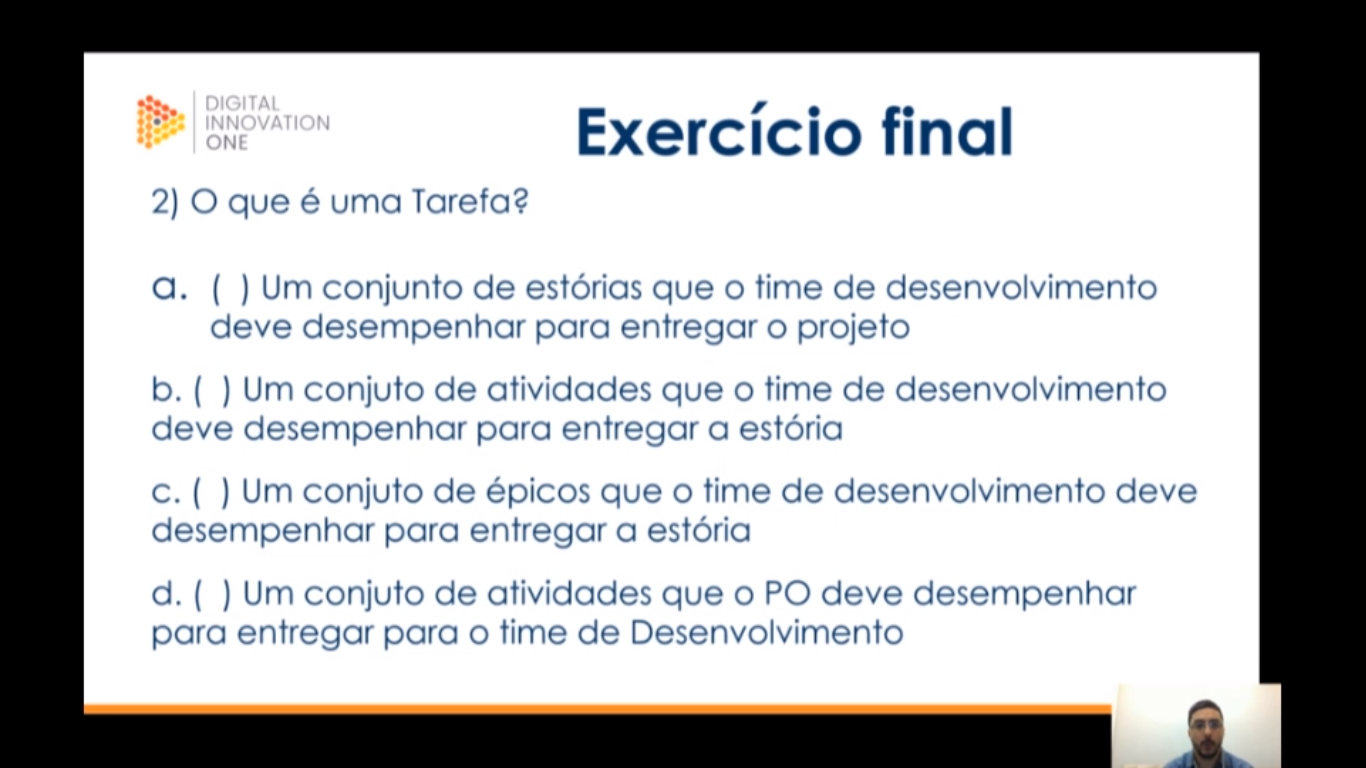 DIGITAL
INNOVATION
ONE
Exercício final
2) O que é uma Tarefa?
a. ( ) Um conjunto de estórias que o time de desenvolvimento
deve desempenhar para entregar o projeto
b. ( ) Um conjuto de atividades que o time de desenvolvimento
deve desempenhar para entregar a estória
c. ( ) Um conjuto de épicos que o time de desenvolvimento deve
desempenhar para entregar a estória
d. ( ) Um conjuto de atividades que o PO deve desempenhar
para entregar para o time de Desenvolvimento